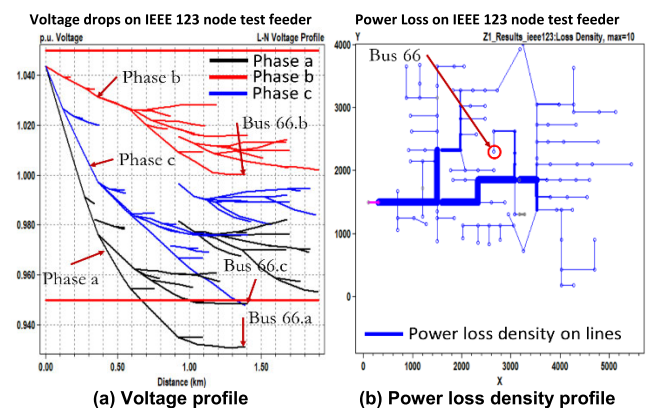 Voltage drops on IEEE 123 node test feeder
p.u. Voltage
L-N Voltage Profile
Phase a
Phase b
Phase c
1.040
1.020
1.000
0.980
0.960
0.940
Phase b
Phase c
Phase a
Bus 66.b
Bus 66.c
Bus 66.a
0.00
0.50
1.00
1.50
Distance (km)
(a) Voltage profile
Power Loss on IEEE 123 node test feeder
Z1_Results_ieee123:Loss Density, max=10
Y
4000
3000
2000
1000
0
Bus 66
Power loss density on lines
0
1000
2000
3000
4000
5000
X
(b) Power loss density profile